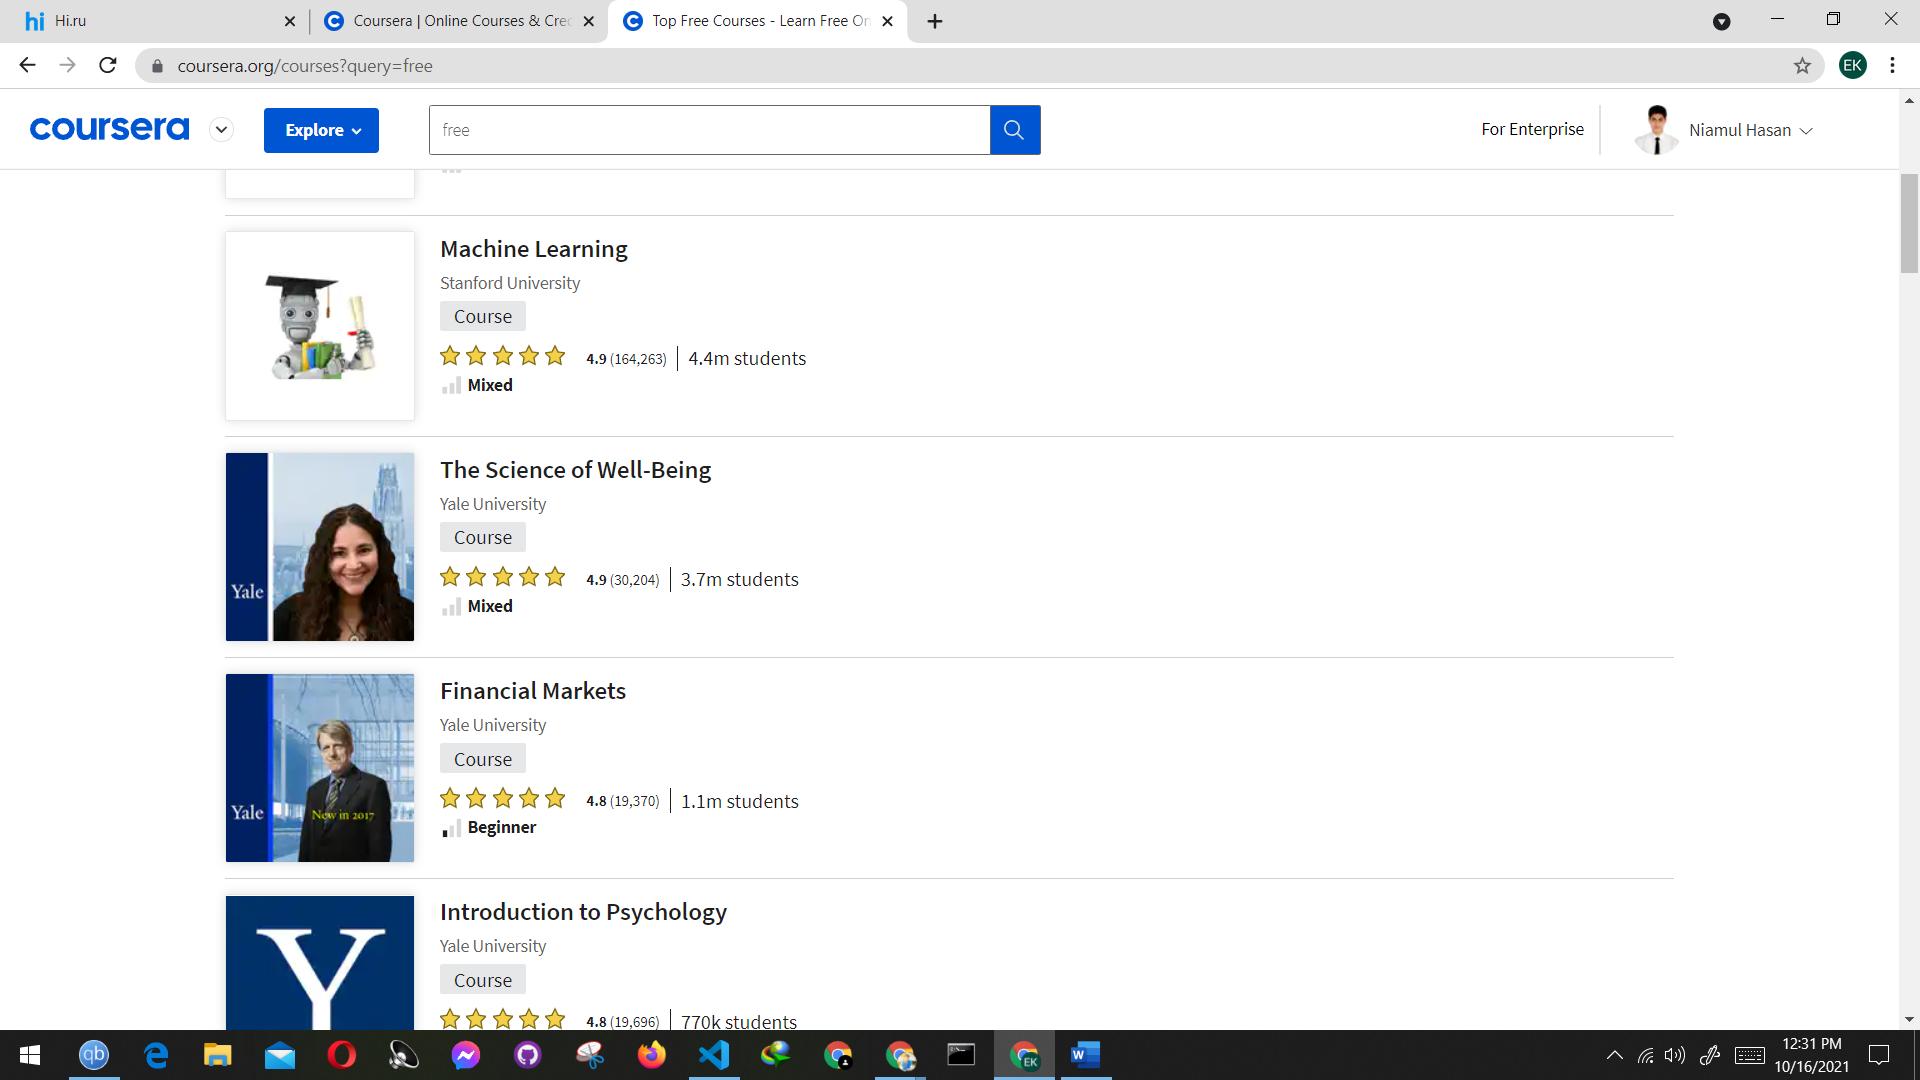 hi Hi.ru
Coursera | Online Courses & Cred
Top Free Courses - Learn Free On
coursera.org/courses?query=free
EK
coursera
Explore
free
For Enterprise
Niamul Hasan
Machine Learning
Stanford University
Course
4.9 (164,263) 4.4m students
Mixed
Yale
The Science of Well-Being
Yale University
Course
4.9 (30,204) 3.7m students
Mixed
Yale
New in 2017
Financial Markets
Yale University
Course
4.8 (19,370) 1.1m students
Beginner
Y
Introduction to Psychology
Yale University
Course
4.8 (19,696) 770k students
qb
EK
W
12:31 PM
10/16/2021